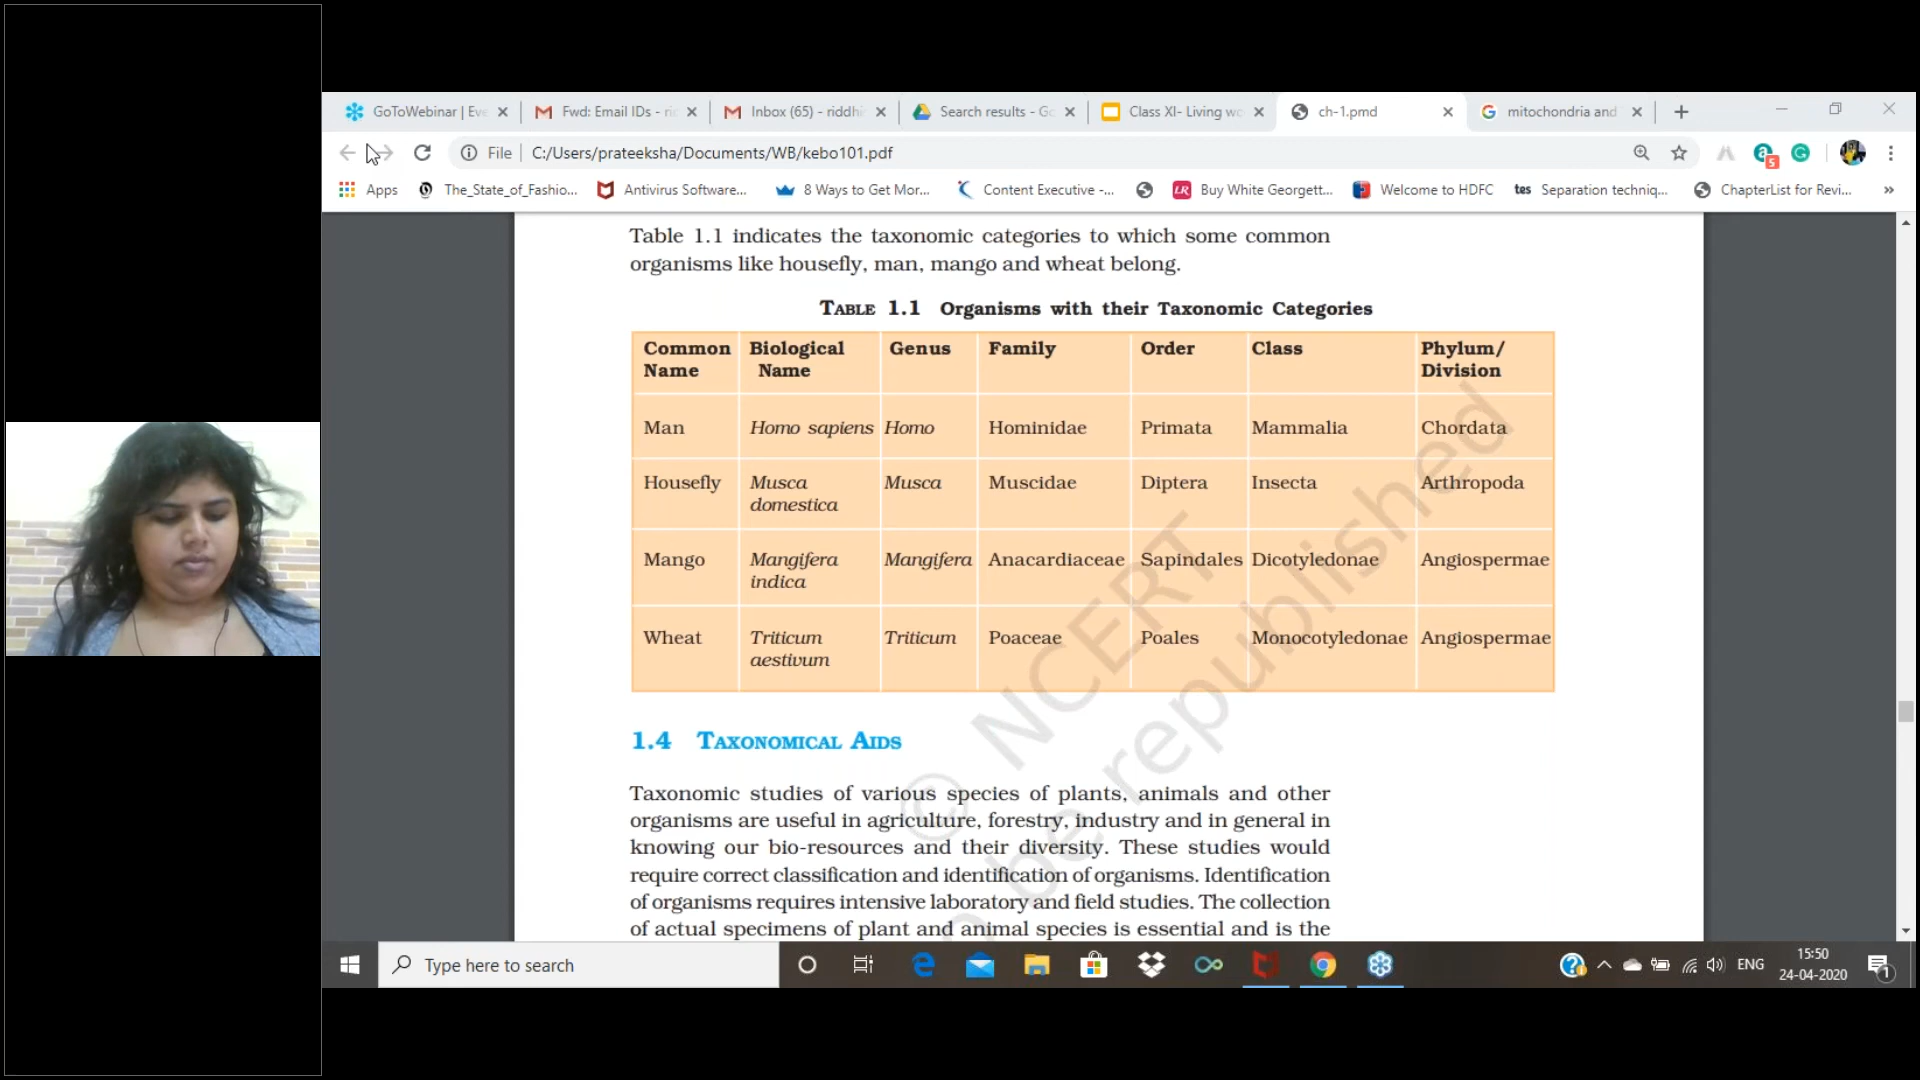 GoToWebinar | Eve
Fwd: Email IDs - ri
Inbox (65) - riddhi
Search results - Go
Class XI- Living wo
ch-1.pmd
mitochondria and
File
C:/Users/prateeksha/Documents/WB/kebo101.pdf
5
Apps
The_State_of_Fashio...
Antivirus Software...
8 Ways to Get Mor...
Content Executive -...
LR
Buy White Georgett...
Welcome to HDFC
tes
Separation techniq...
ChapterList for Revi...
»
Table 1.1 indicates the taxonomic categories to which some common
organisms like housefly, man, mango and wheat belong.
TABLE 1.1 Organisms with their Taxonomic Categories
Common Name | Biological Name | Genus | Family | Order | Class | Phylum/ Division
Man | Homo sapiens | Homo | Hominidae | Primata | Mammalia | Chordata
Housefly | Musca domestica | Musca | Muscidae | Diptera | Insecta | Arthropoda
Mango | Mangifera indica | Mangifera | Anacardiaceae | Sapindales | Dicotyledonae | Angiospermae
Wheat | Triticum aestivum | Triticum | Poaceae | Poales | Monocotyledonae | Angiospermae
1.4 TAXONOMICAL AIDS
Taxonomic studies of various species of plants, animals and other
organisms are useful in agriculture, forestry, industry and in general in
knowing our bio-resources and their diversity. These studies would
require correct classification and identification of organisms. Identification
of organisms requires intensive laboratory and field studies. The collection
of actual specimens of plant and animal species is essential and is the
© NCERT
be republished
Type here to search
ENG
15:50
24-04-2020
1